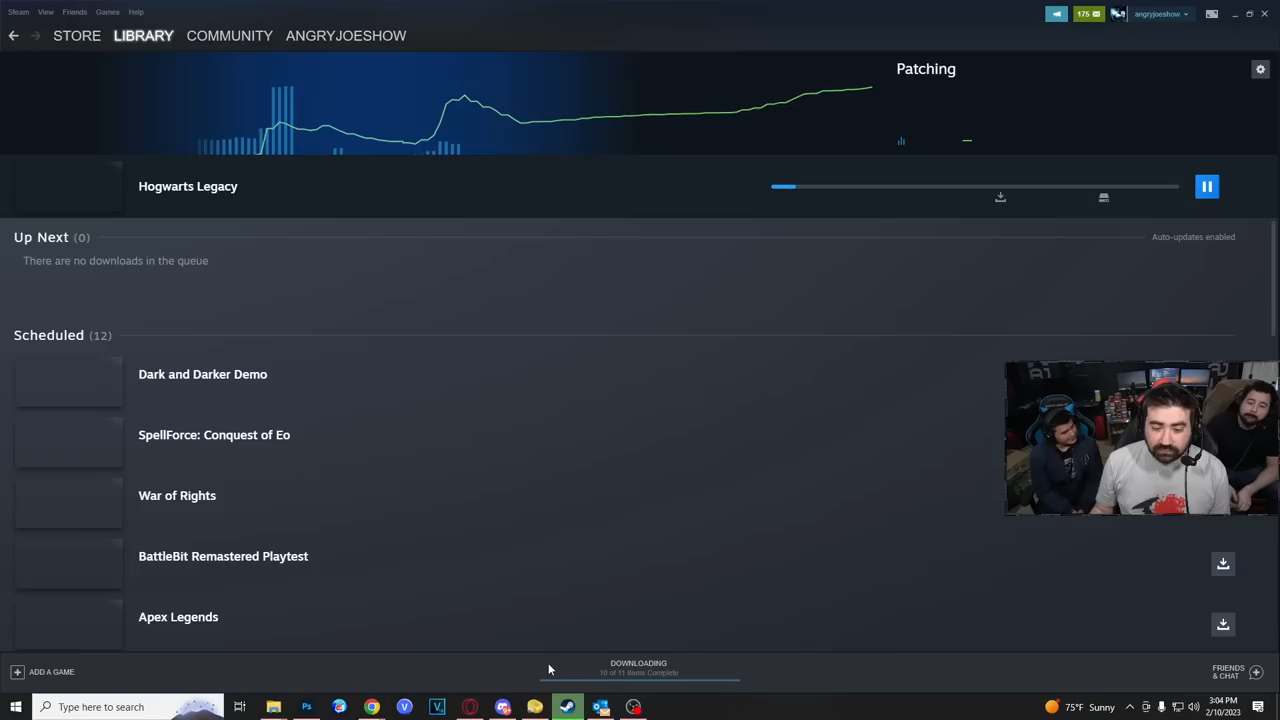 Steam View Friends Games Help
175 angryjoeshow
STORE LIBRARY COMMUNITY ANGRYJOESHOW
Patching
Hogwarts Legacy
Up Next (0)
Auto-updates enabled
There are no downloads in the queue
Scheduled (12)
Dark and Darker Demo
SpellForce: Conquest of Eo
War of Rights
BattleBit Remastered Playtest
Apex Legends
ADD A GAME
DOWNLOADING
10 of 11 Items Complete
FRIENDS
& CHAT
Type here to search
75°F Sunny
3:04 PM
2/10/2023